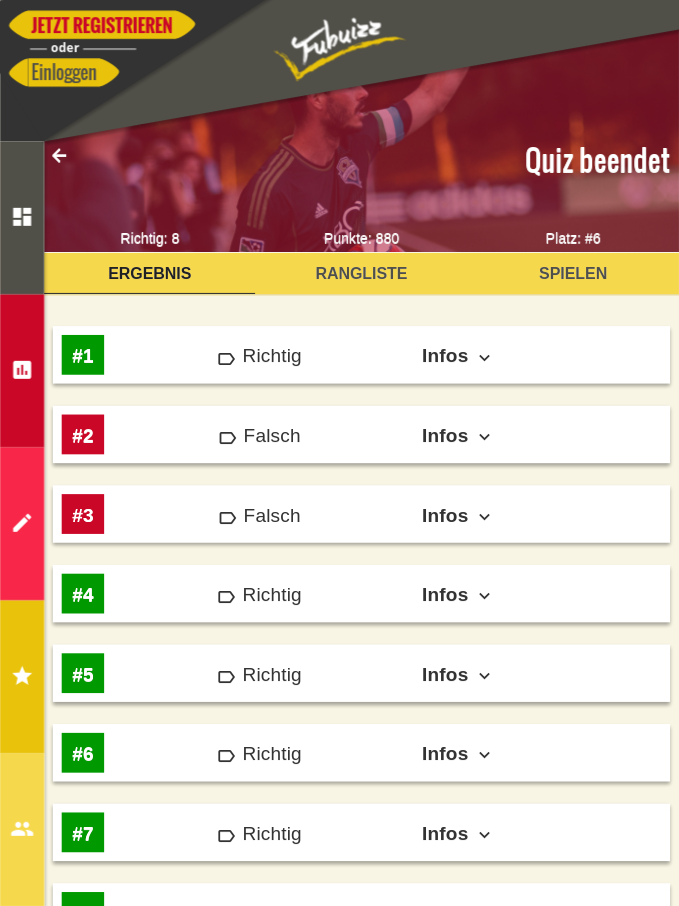 JETZT REGISTRIEREN
oder
Einloggen
Fubuizz
Quiz beendet
Richtig: 8 Punkte: 880 Platz: #6
ERGEBNIS RANGLISTE SPIELEN
#1 Richtig Infos
#2 Falsch Infos
#3 Falsch Infos
#4 Richtig Infos
#5 Richtig Infos
#6 Richtig Infos
#7 Richtig Infos